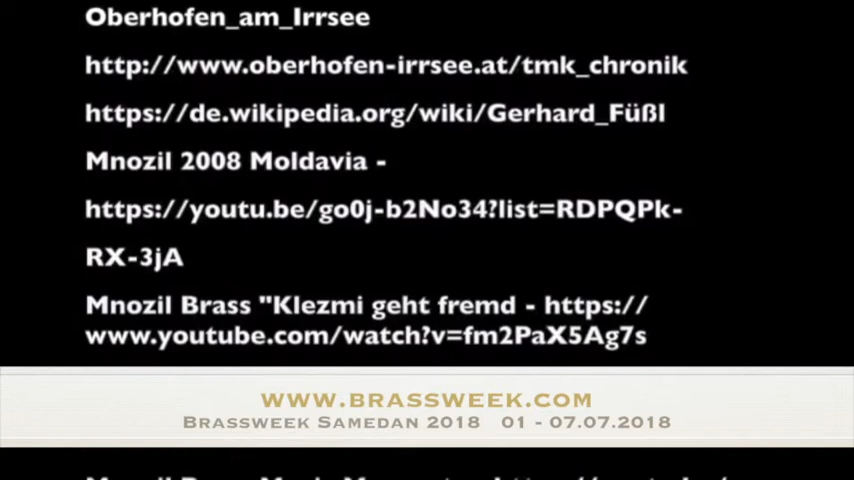 Oberhofen_am_Irrsee
http://www.oberhofen-irrsee.at/tmk_chronik
https://de.wikipedia.org/wiki/Gerhard_Füßl
Mnozil 2008 Moldavia -
https://youtu.be/go0j-b2No34?list=RDPQPk-
RX-3jA
Mnozil Brass "Klezmi geht fremd - https://
www.youtube.com/watch?v=fm2PaX5Ag7s
WWW.BRASSWEEK.COM
BRASSWEEK SAMEDAN 2018 01 - 07.07.2018